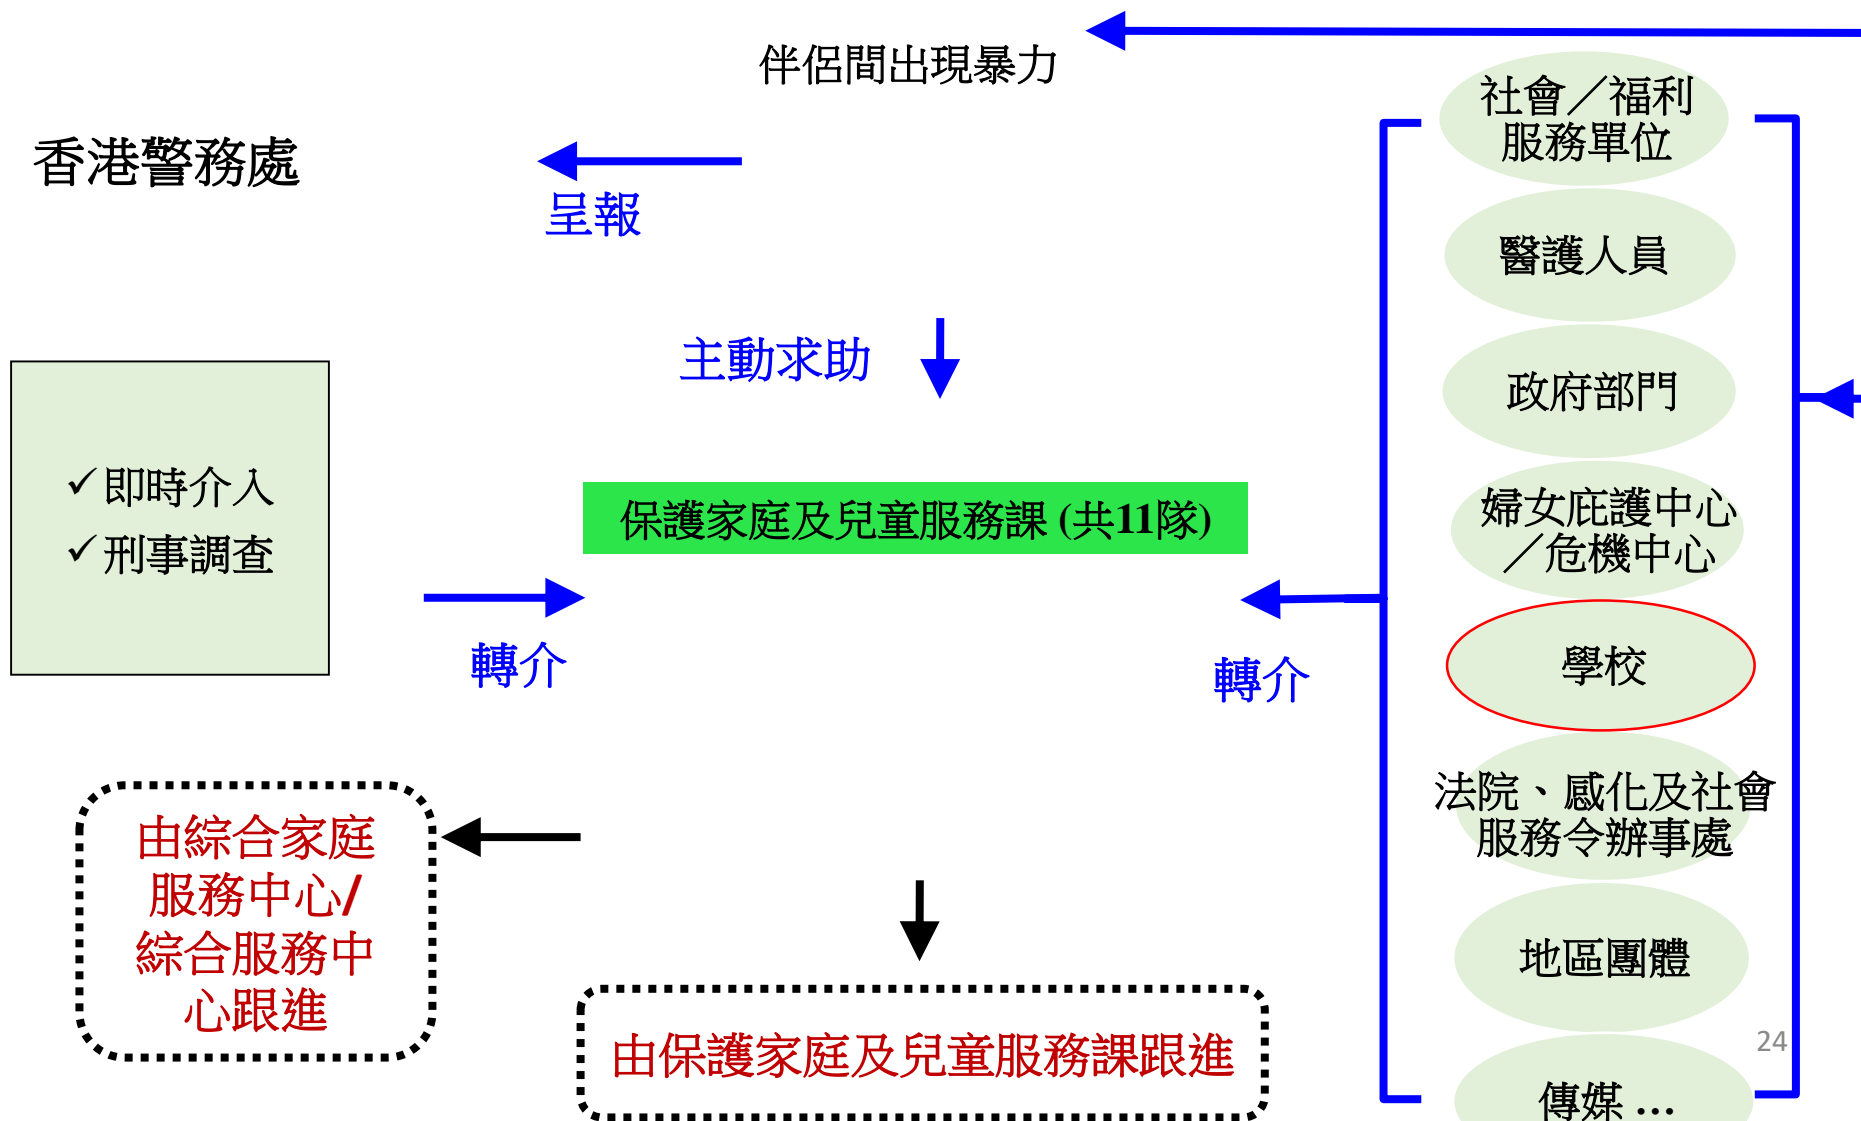 伴侶間出現暴力
香港警務處
呈報
主動求助
✓即時介入
✓刑事調查
保護家庭及兒童服務課 (共11隊)
轉介
轉介
社會／福利
服務單位
醫護人員
政府部門
婦女庇護中心
／危機中心
學校
法院、感化及社會
服務令辦事處
地區團體
傳媒 …
由綜合家庭
服務中心/
綜合服務中
心跟進
由保護家庭及兒童服務課跟進
24